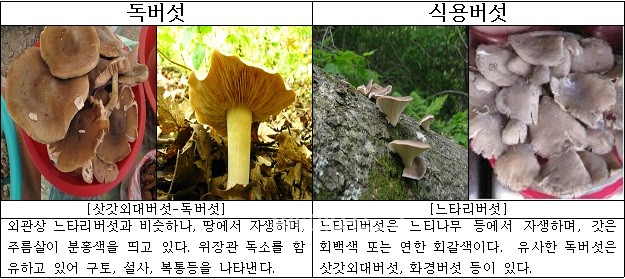 독버섯
식용버섯
[삿갓외대버섯-독버섯]
[느타리버섯]
외관상 느타리버섯과 비슷하나, 땅에서 자생하며,
주름살이 분홍색을 띄고 있다. 위장관 독소를 함
유하고 있어 구토, 설사, 복통등을 나타낸다.
느타리버섯은 느티나무 등에서 자생하며, 갓은
회백색 또는 연한 회갈색이다. 유사한 독버섯은
삿갓외대버섯, 화경버섯 등이 있다.